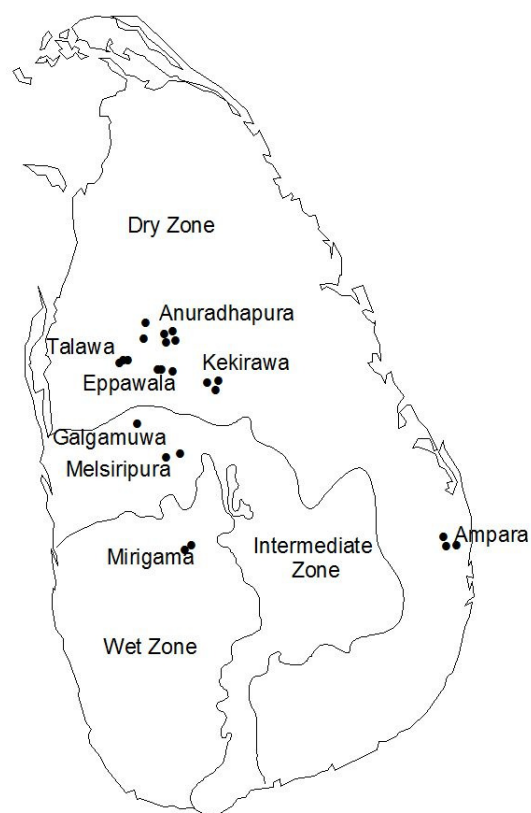 Dry Zone
Anuradhapura
Talawa
Kekirawa
Eppawala
Galgamuwa
Melsiripura
Ampara
Intermediate
Zone
Mirigama
Wet Zone